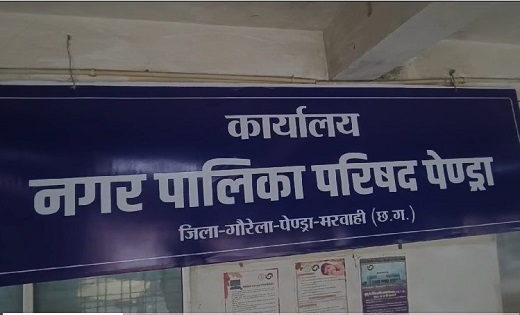 कार्यालय
नगर पालिका परिषद पेण्ड्रा
जिला-गौरेला-पेण्ड्रा-मरवाही (छ.ग.)